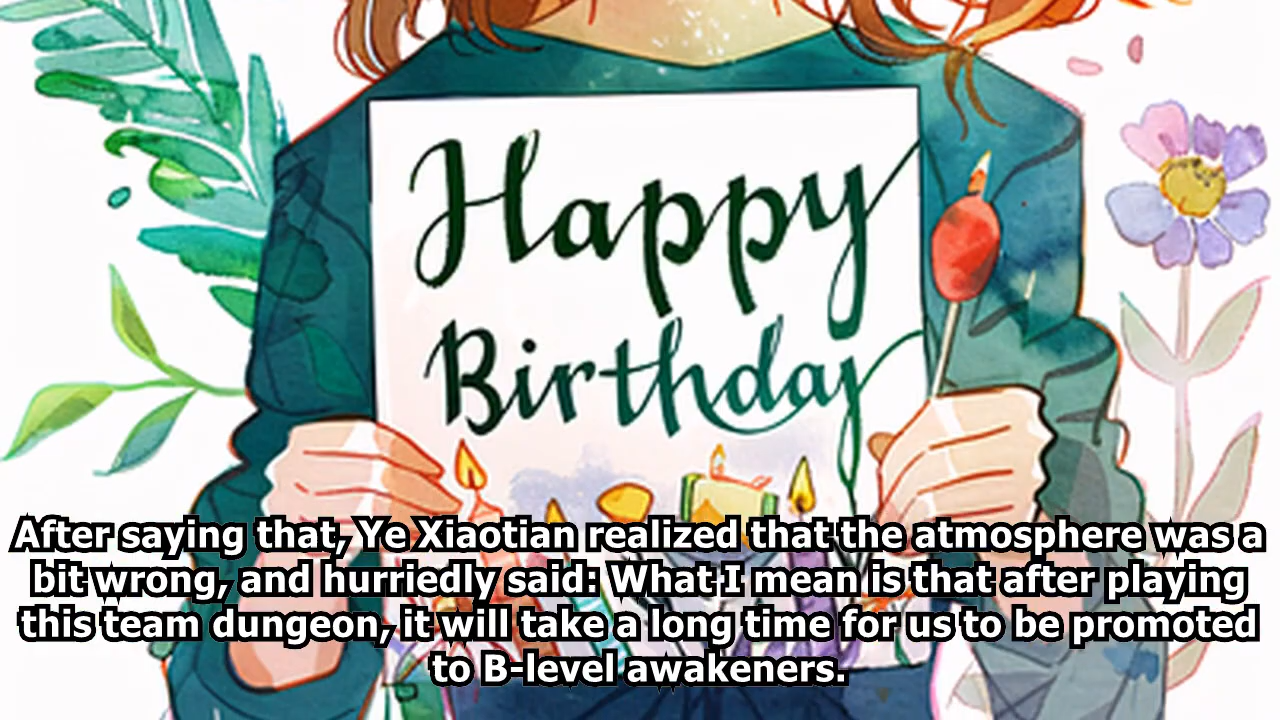 Happy
Birthday
After saying that, Ye Xiaotian realized that the atmosphere was a
bit wrong, and hurriedly said: What I mean is that after playing
this team dungeon, it will take a long time for us to be promoted
to B-level awakeners.